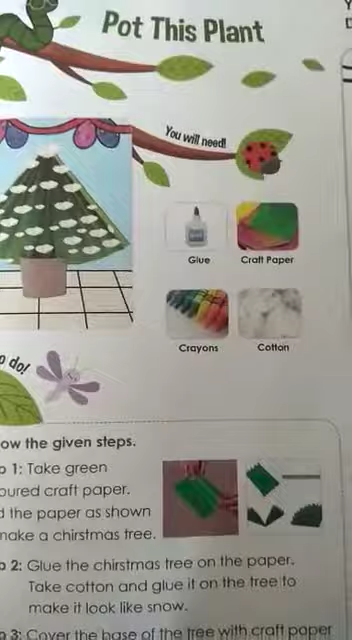 Pot This Plant
You will need!
Glue
Craft Paper
Crayons
Cotton
do!
ow the given steps.
1: Take green
oured craft paper.
the paper as shown
make a chirstmas tree.
2: Glue the chirstmas tree on the paper.
Take cotton and glue it on the tree to
make it look like snow.
3: Cover the base of the tree with craft paper